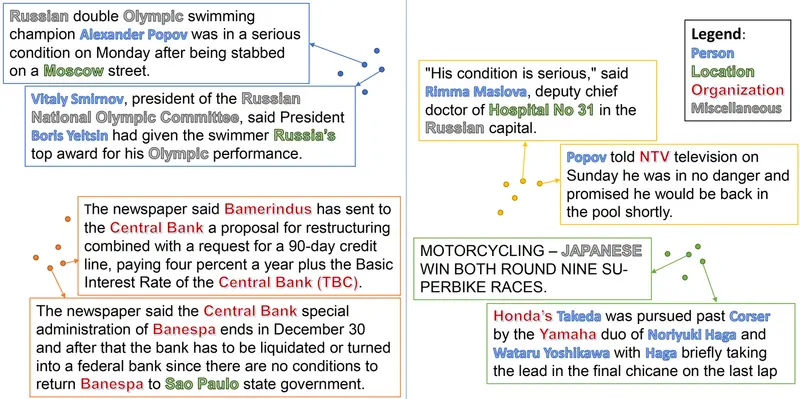 Russian double Olympic swimming
champion Alexander Popov was in a serious
condition on Monday after being stabbed
on a Moscow street.
Vitaly Smirnov, president of the Russian
National Olympic Committee, said President
Boris Yeltsin had given the swimmer Russia's
top award for his Olympic performance.
The newspaper said Bamerindus has sent to
the Central Bank a proposal for restructuring
combined with a request for a 90-day credit
line, paying four percent a year plus the Basic
Interest Rate of the Central Bank (TBC).
The newspaper said the Central Bank special
administration of Banespa ends in December 30
and after that the bank has to be liquidated or turned
into a federal bank since there are no conditions to
return Banespa to Sao Paulo state government.
Legend:
Person
Location
Organization
Miscellaneous
"His condition is serious," said
Rimma Maslova, deputy chief
doctor of Hospital No 31 in the
Russian capital.
Popov told NTV television on
Sunday he was in no danger and
promised he would be back in
the pool shortly.
MOTORCYCLING – JAPANESE
WIN BOTH ROUND NINE SU-
PERBIKE RACES.
Honda's Takeda was pursued past Corser
by the Yamaha duo of Noriyuki Haga and
Wataru Yoshikawa with Haga briefly taking
the lead in the final chicane on the last lap